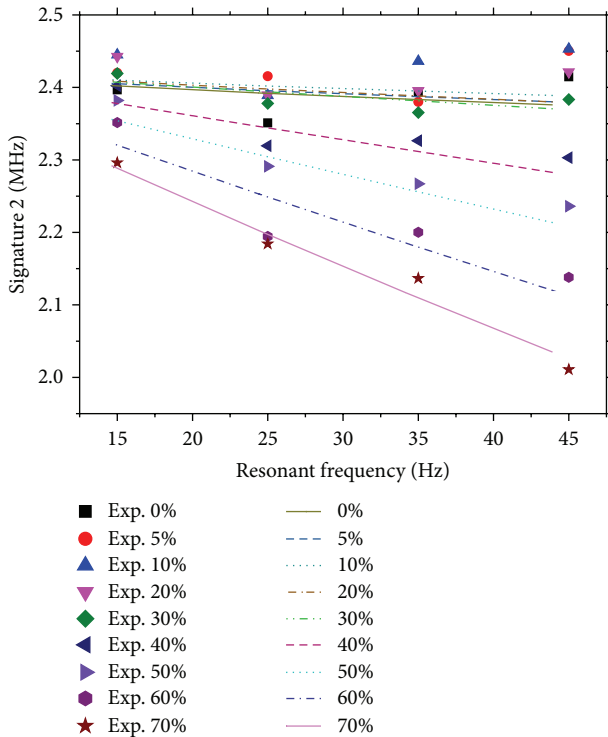 2.5
2.4
2.3
2.2
2.1
2.0
Signature 2 (MHz)
15 20 25 30 35 40 45
Resonant frequency (Hz)
Exp. 0% 0%
Exp. 5% 5%
Exp. 10% 10%
Exp. 20% 20%
Exp. 30% 30%
Exp. 40% 40%
Exp. 50% 50%
Exp. 60% 60%
Exp. 70% 70%